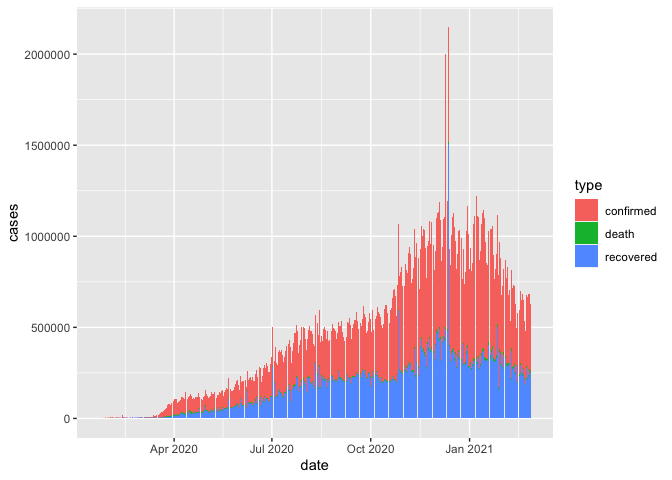 2000000
1500000
1000000
500000
0
cases
Apr 2020
Jul 2020
Oct 2020
Jan 2021
date
type
confirmed
death
recovered